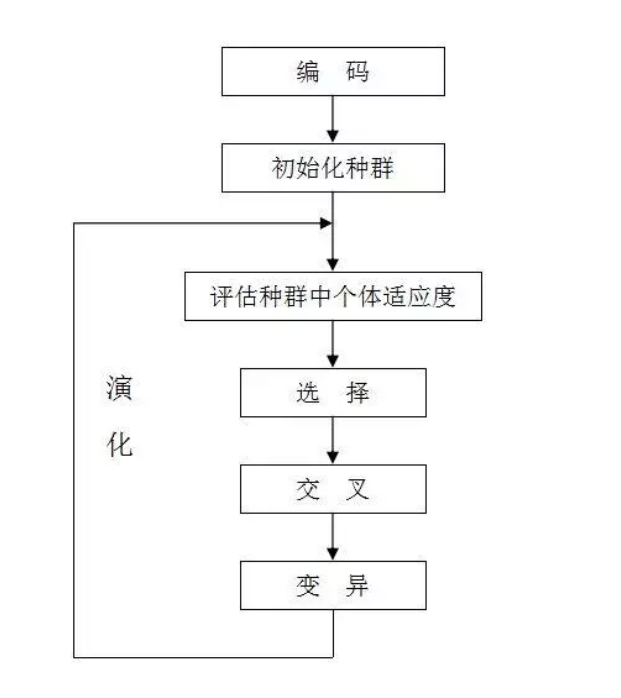 编 码
初始化种群
评估种群中个体适应度
选 择
交 叉
变 异
演
化